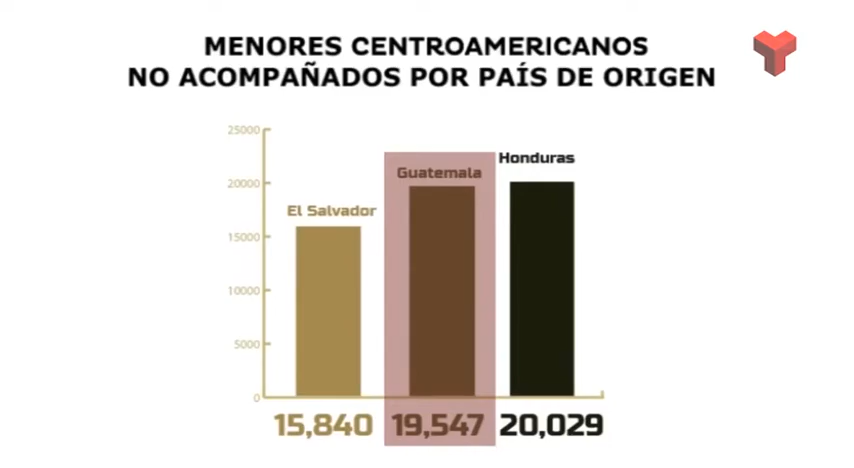 MENORES CENTROAMERICANOS
NO ACOMPAÑADOS POR PAÍS DE ORIGEN
25000
20000
15000
10000
5000
0
El Salvador
Guatemala
Honduras
15,840
19,547
20,029